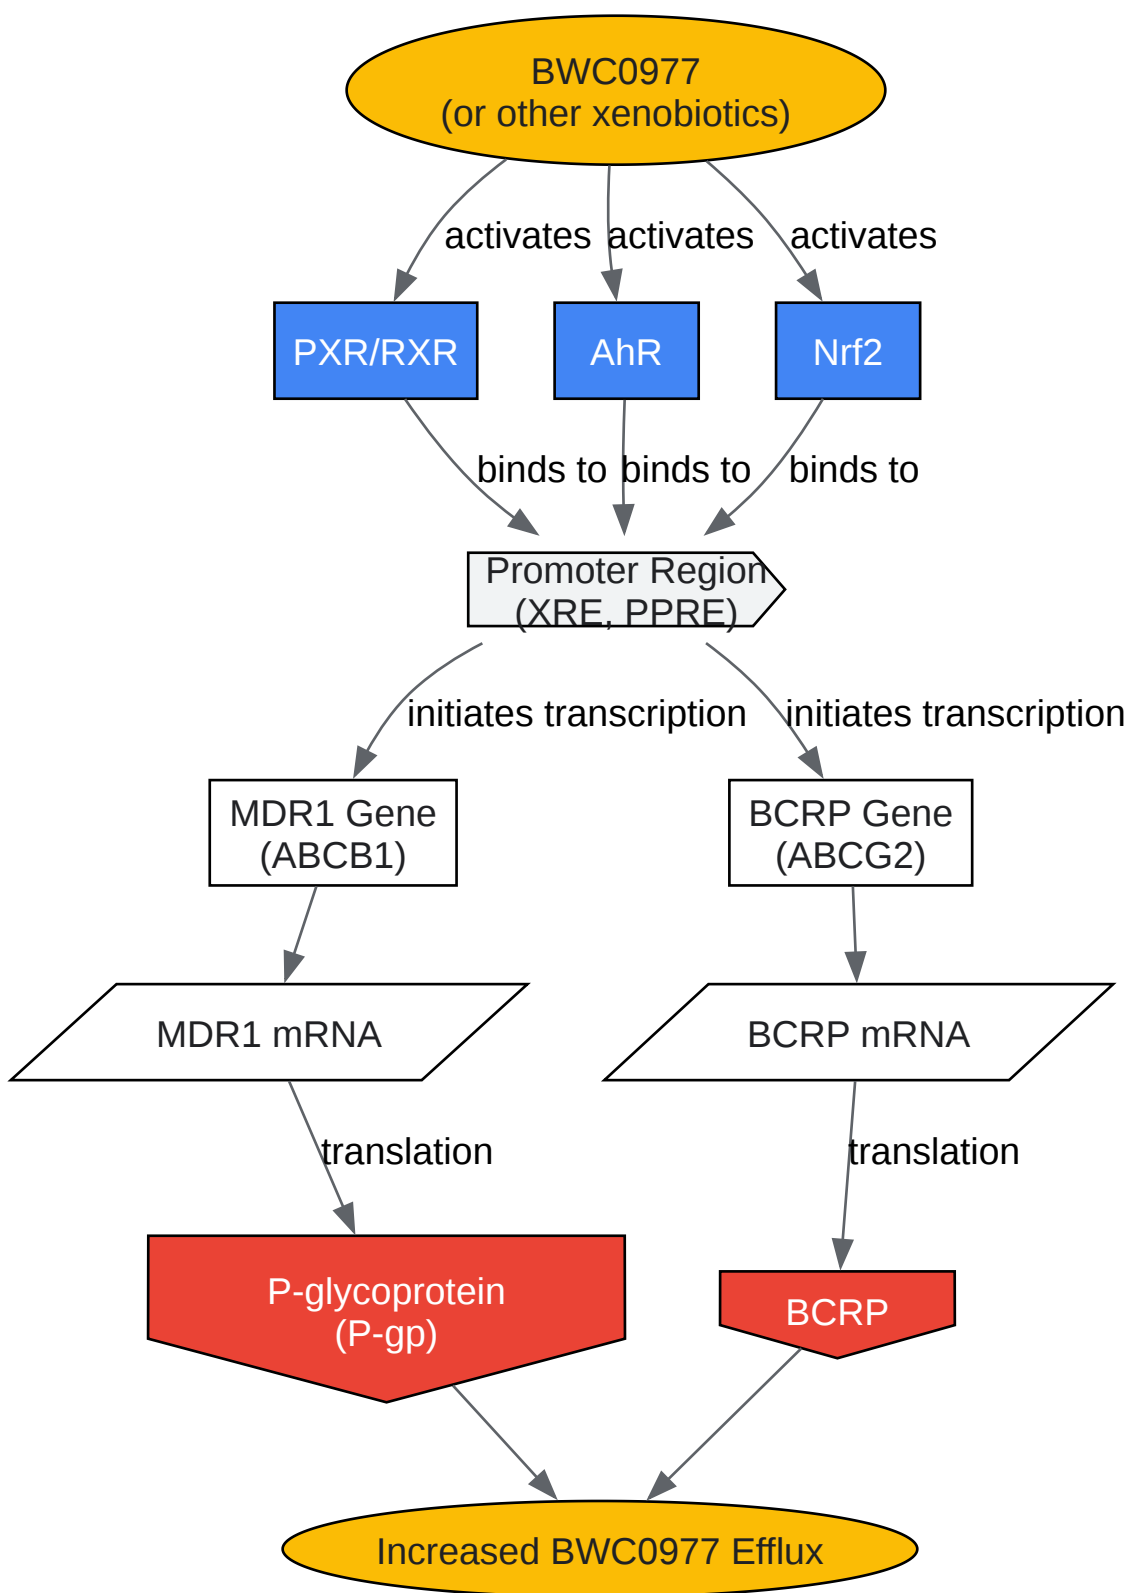 BWC0977
(or other xenobiotics)
activates
activates
activates
PXR/RXR
AhR
Nrf2
binds to
binds to
binds to
Promoter Region
(XRE, PPRE)
initiates transcription
initiates transcription
MDR1 Gene
(ABCB1)
BCRP Gene
(ABCG2)
MDR1 mRNA
BCRP mRNA
translation
translation
P-glycoprotein
(P-gp)
BCRP
Increased BWC0977 Efflux